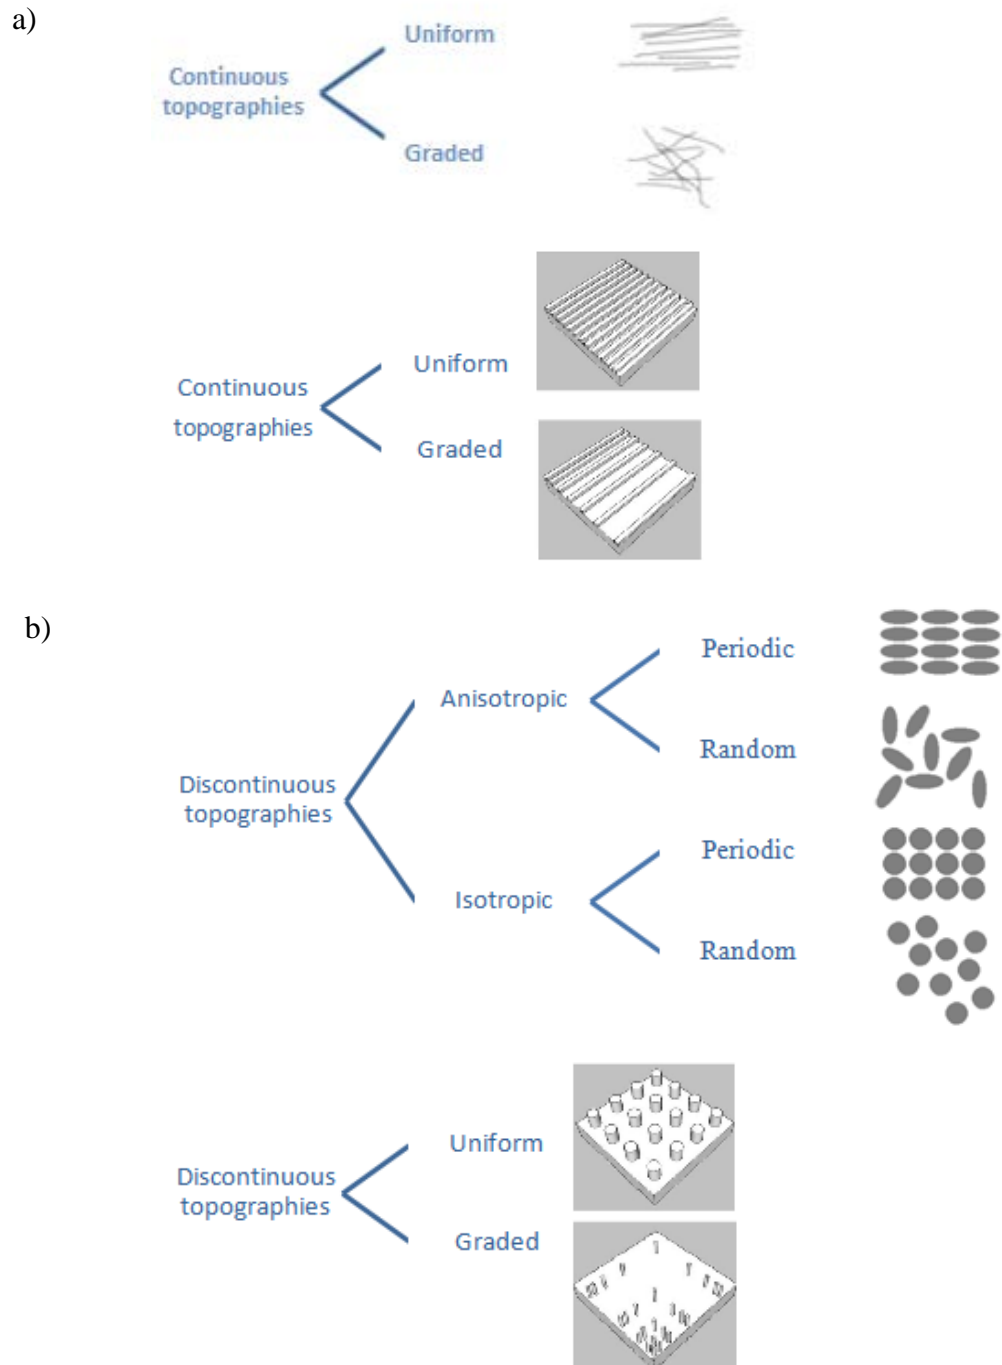 a)
Uniform
Continuous
topographies
Graded
Uniform
Continuous
topographies
Graded
b)
Periodic
Anisotropic
Random
Discontinuous
topographies
Periodic
Isotropic
Random
Uniform
Discontinuous
topographies
Graded